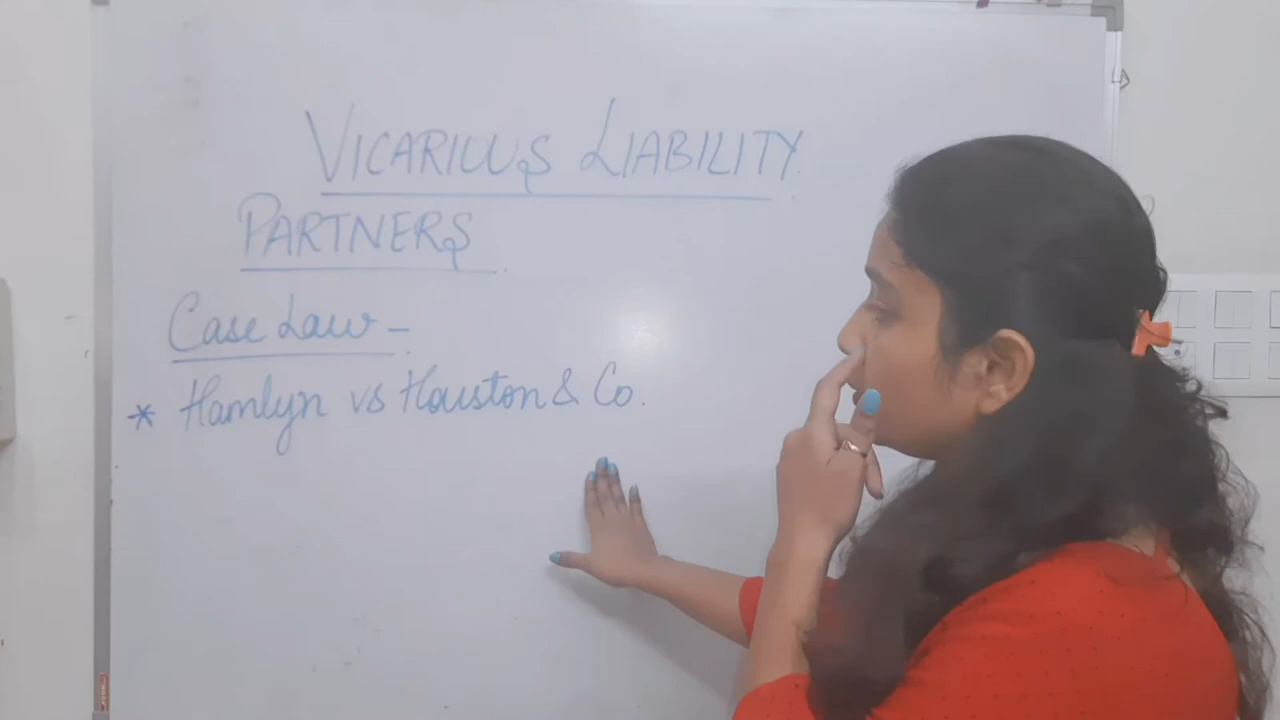 VICARIOUS LIABILITY
PARTNERS
Case Law -
* Hamlyn vs Houston & Co.